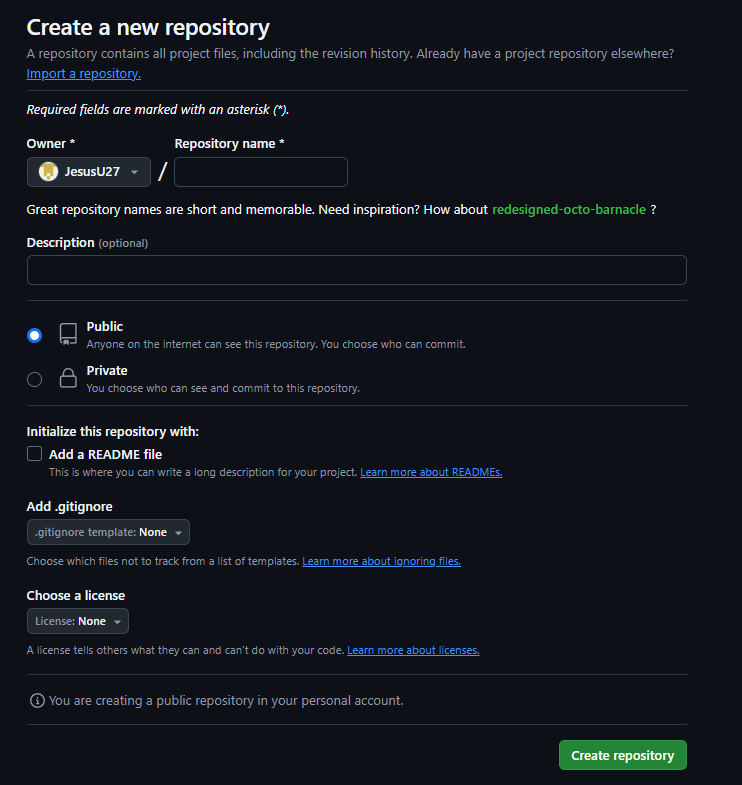 Create a new repository
A repository contains all project files, including the revision history. Already have a project repository elsewhere?
Import a repository.
Required fields are marked with an asterisk (*).
Owner * Repository name *
JesusU27 /
Great repository names are short and memorable. Need inspiration? How about redesigned-octo-barnacle ?
Description (optional)
Public
Anyone on the internet can see this repository. You choose who can commit.
Private
You choose who can see and commit to this repository.
Initialize this repository with:
Add a README file
This is where you can write a long description for your project. Learn more about READMEs.
Add .gitignore
.gitignore template: None
Choose which files not to track from a list of templates. Learn more about ignoring files.
Choose a license
License: None
A license tells others what they can and can't do with your code. Learn more about licenses.
You are creating a public repository in your personal account.
Create repository